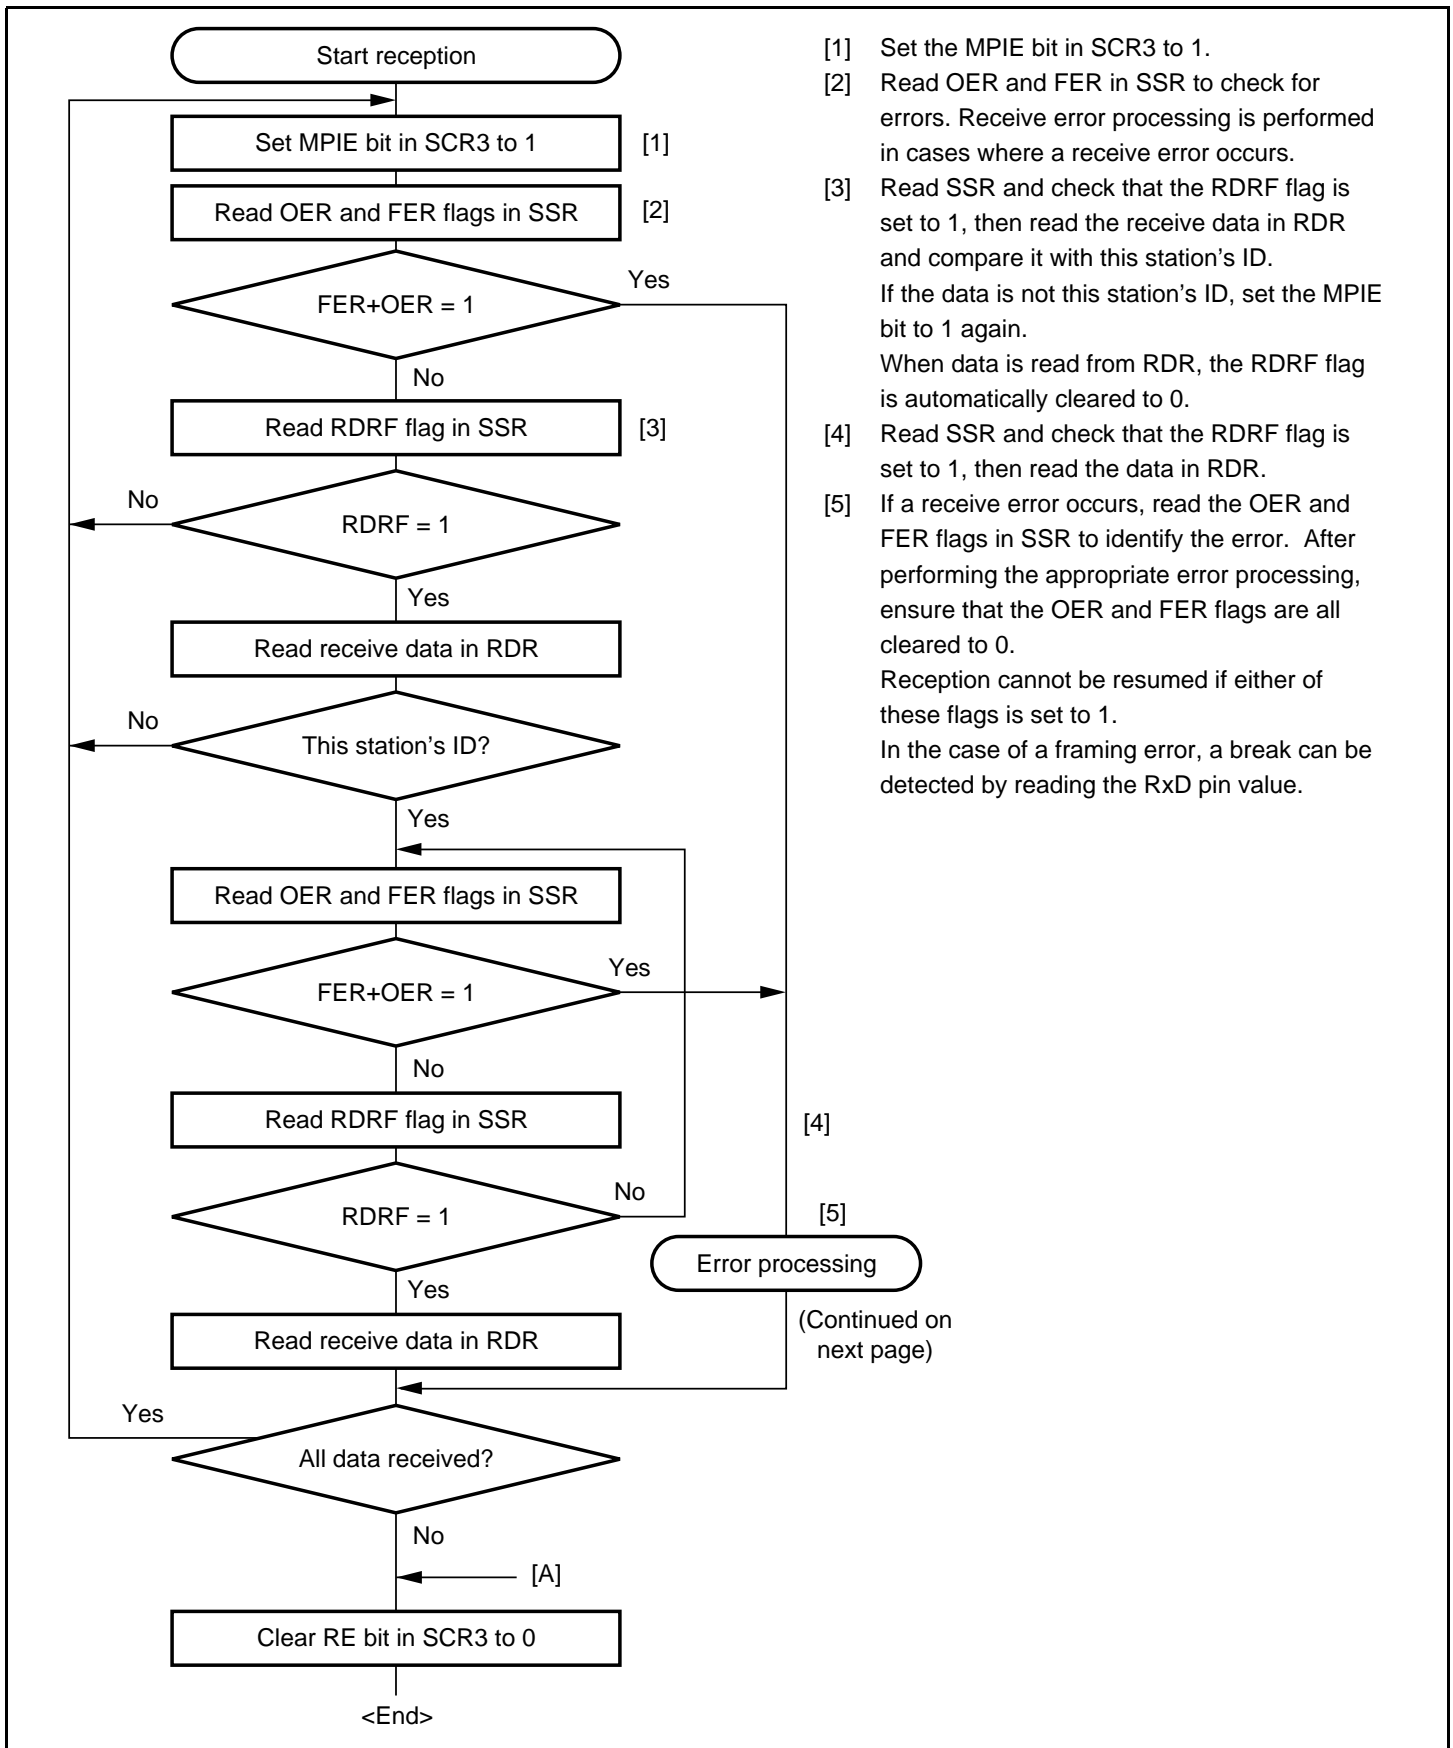 Start reception
Set MPIE bit in SCR3 to 1
[1]
Read OER and FER flags in SSR
[2]
Yes
FER+OER = 1
No
Read RDRF flag in SSR
[3]
No
RDRF = 1
Yes
Read receive data in RDR
No
This station's ID?
Yes
Read OER and FER flags in SSR
Yes
FER+OER = 1
No
Read RDRF flag in SSR
[4]
No
RDRF = 1
[5]
Error processing
Yes
(Continued on
next page)
Read receive data in RDR
Yes
All data received?
No
[A]
Clear RE bit in SCR3 to 0
<End>
[1] Set the MPIE bit in SCR3 to 1.
[2] Read OER and FER in SSR to check for
errors. Receive error processing is performed
in cases where a receive error occurs.
[3] Read SSR and check that the RDRF flag is
set to 1, then read the receive data in RDR
and compare it with this station's ID.
If the data is not this station's ID, set the MPIE
bit to 1 again.
When data is read from RDR, the RDRF flag
is automatically cleared to 0.
[4] Read SSR and check that the RDRF flag is
set to 1, then read the data in RDR.
[5] If a receive error occurs, read the OER and
FER flags in SSR to identify the error.  After
performing the appropriate error processing,
ensure that the OER and FER flags are all
cleared to 0.
Reception cannot be resumed if either of
these flags is set to 1.
In the case of a framing error, a break can be
detected by reading the RxD pin value.